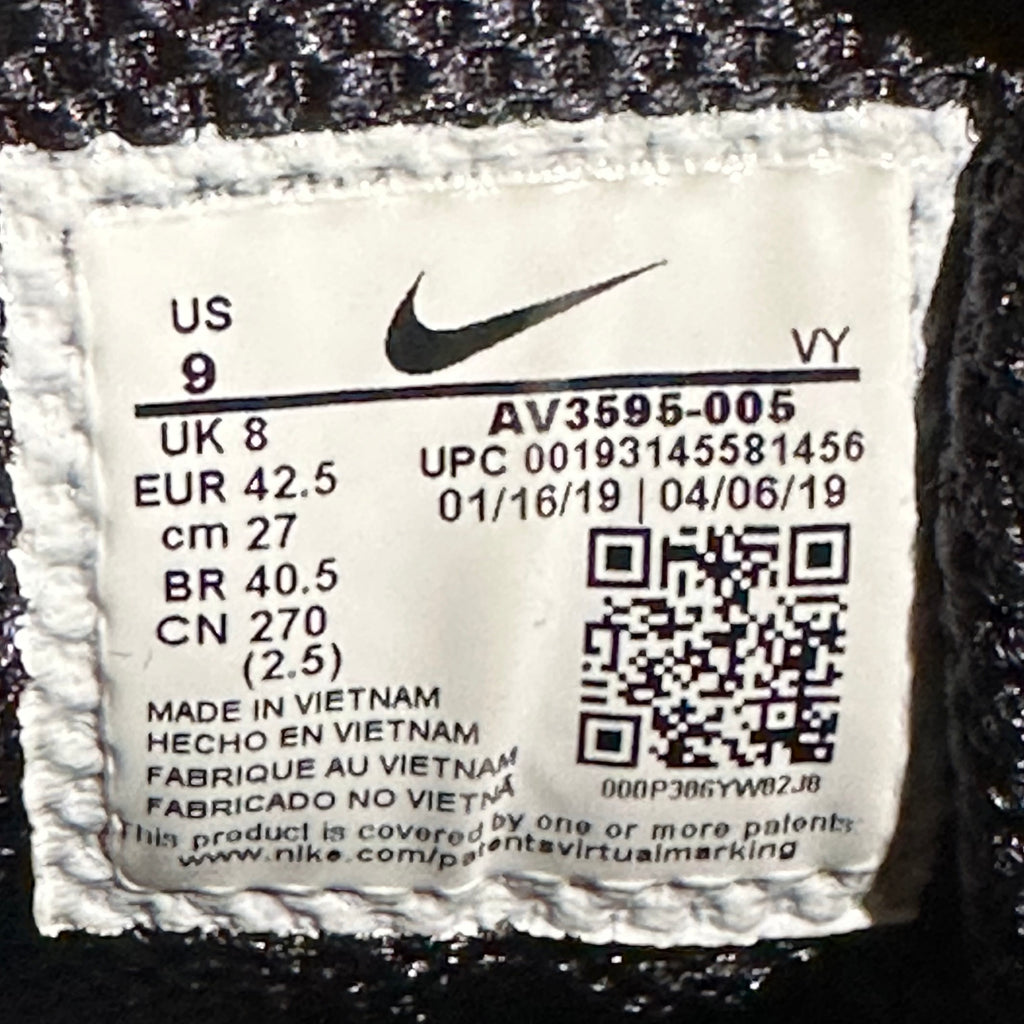 US
9
VY
UK 8
EUR 42.5
cm 27
BR 40.5
CN 270
(2.5)
AV3595-005
UPC 00193145581456
01/16/19 | 04/06/19
MADE IN VIETNAM
HECHO EN VIETNAM
FABRIQUE AU VIETNAM
FABRICADO NO VIETNÃ
000P386YW82J8
This product is covered by one or more patents
www.nike.com/patentsvirtualmarking